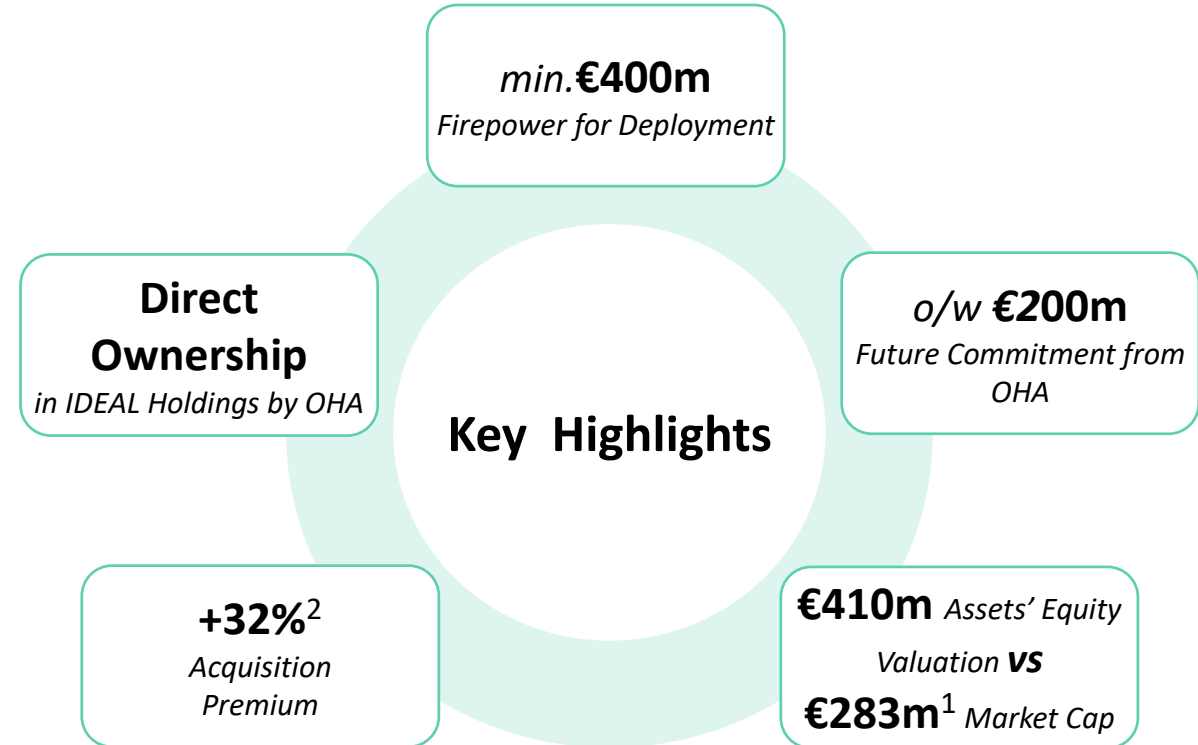 min.€400m
Firepower for Deployment
Direct
Ownership
in IDEAL Holdings by OHA
o/w €200m
Future Commitment from
OHA
Key Highlights
+32%2
Acquisition
Premium
€410m Assets’ Equity
Valuation VS
€283m1 Market Cap